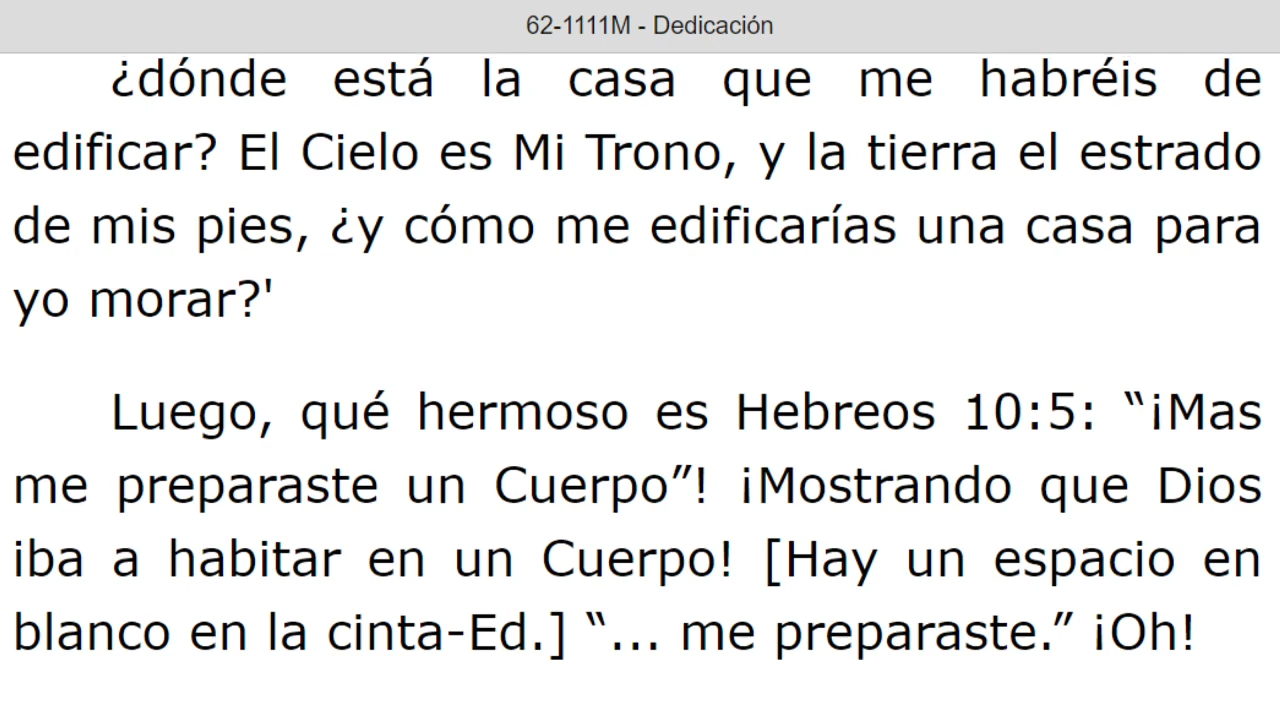 62-1111M - Dedicación
¿dónde está la casa que me habréis de
edificar? El Cielo es Mi Trono, y la tierra el estrado
de mis pies, ¿y cómo me edificarías una casa para
yo morar?'
Luego, qué hermoso es Hebreos 10:5: “¡Mas
me preparaste un Cuerpo”! ¡Mostrando que Dios
iba a habitar en un Cuerpo! [Hay un espacio en
blanco en la cinta-Ed.] “... me preparaste.” ¡Oh!